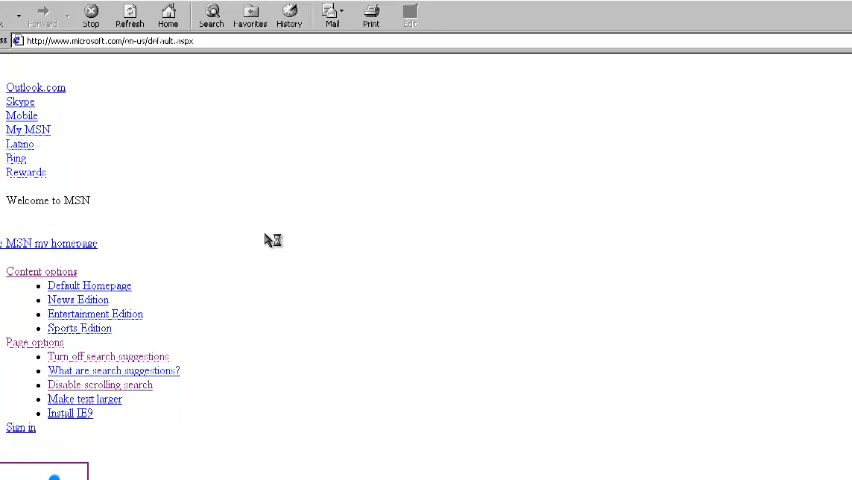 Forward Stop Refresh Home Search Favorites History Mail Print Edit
ss http://www.microsoft.com/en-us/default.aspx
Outlook.com
Skype
Mobile
My MSN
Latino
Bing
Rewards
Welcome to MSN
e MSN my homepage
Content options
Default Homepage
News Edition
Entertainment Edition
Sports Edition
Page options
Turn off search suggestions
What are search suggestions?
Disable scrolling search
Make text larger
Install IE9
Sign in